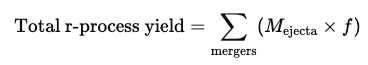 Total r-process yield = ∑ (M_ejecta × f)
mergers